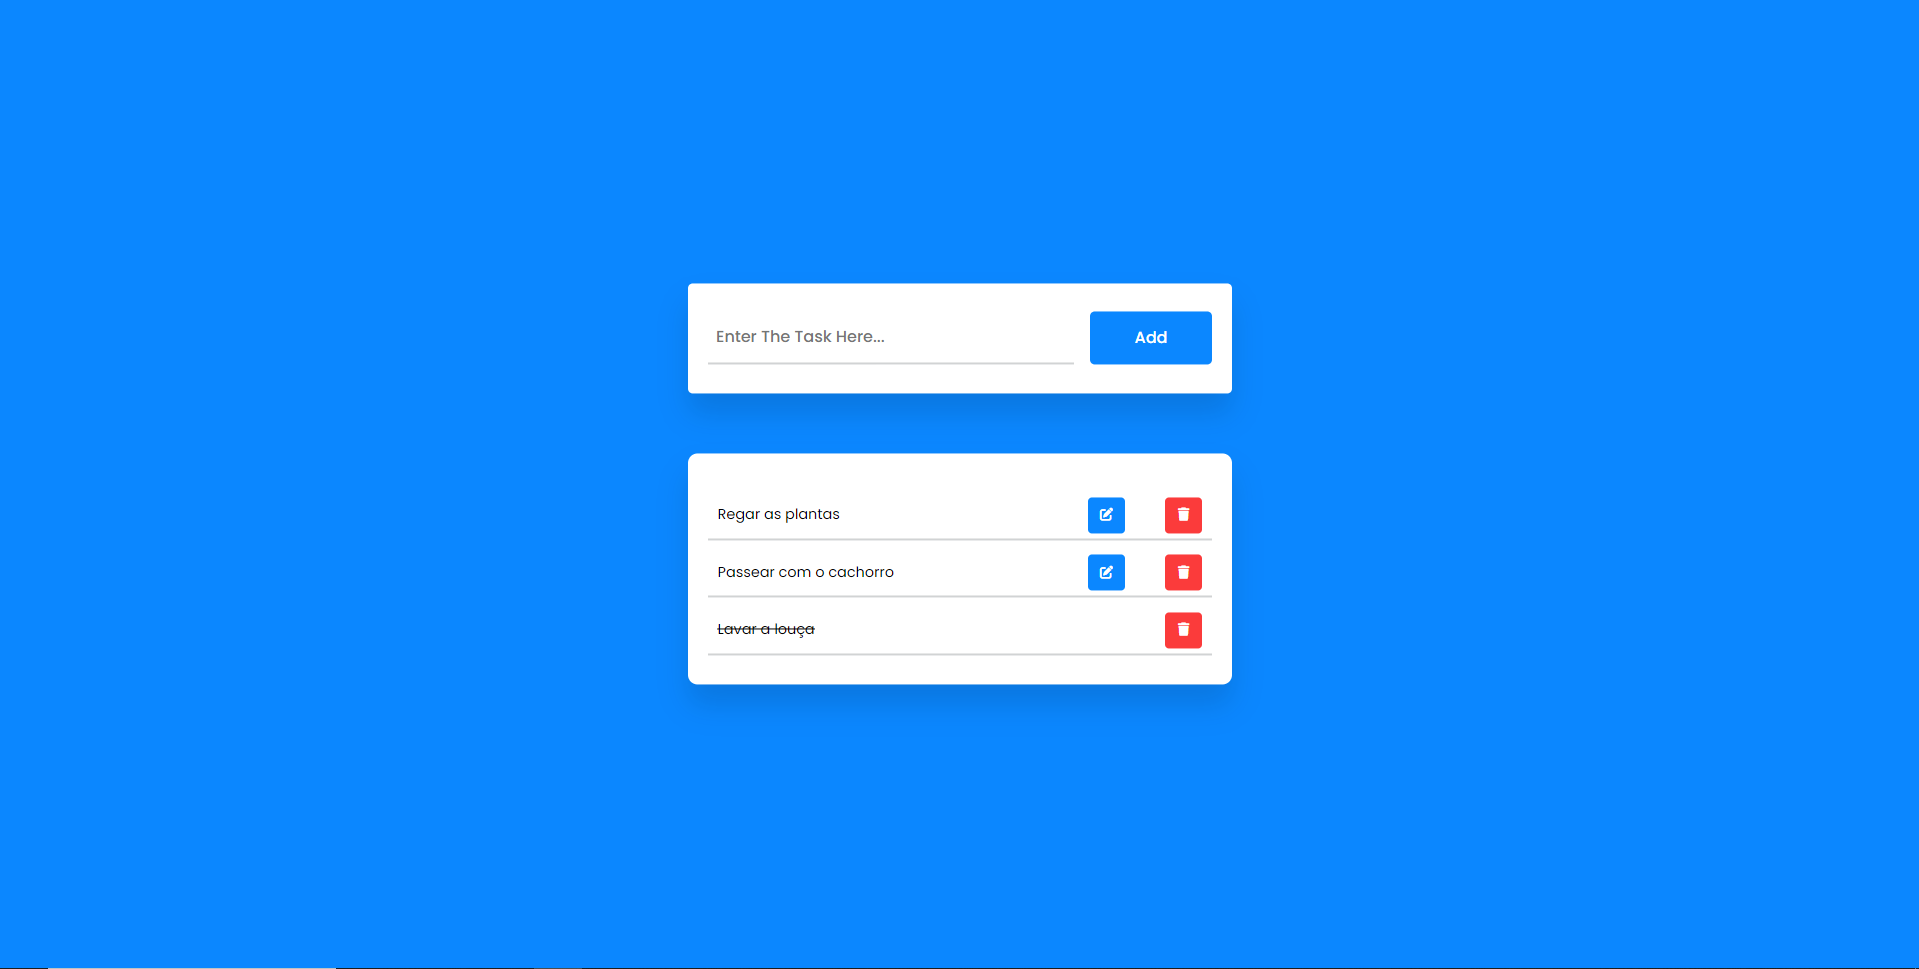 Enter The Task Here...
Add
Regar as plantas
Passear com o cachorro
Lavar a louça